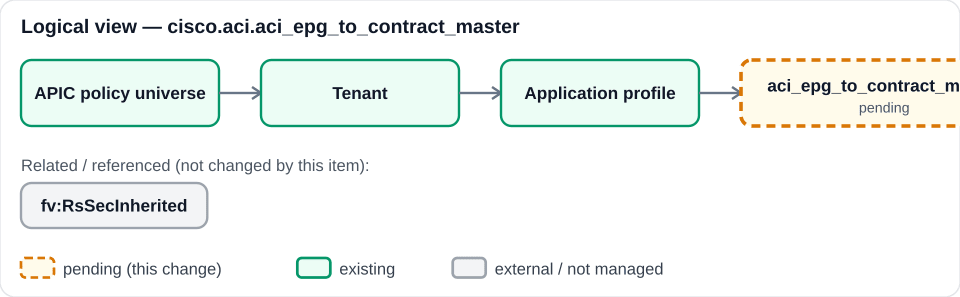 Logical view — cisco.aci.aci_epg_to_contract_master
APIC policy universe
Tenant
Application profile
aci_epg_to_contract_m
pending
Related / referenced (not changed by this item):
fv:RsSecInherited
pending (this change)
existing
external / not managed